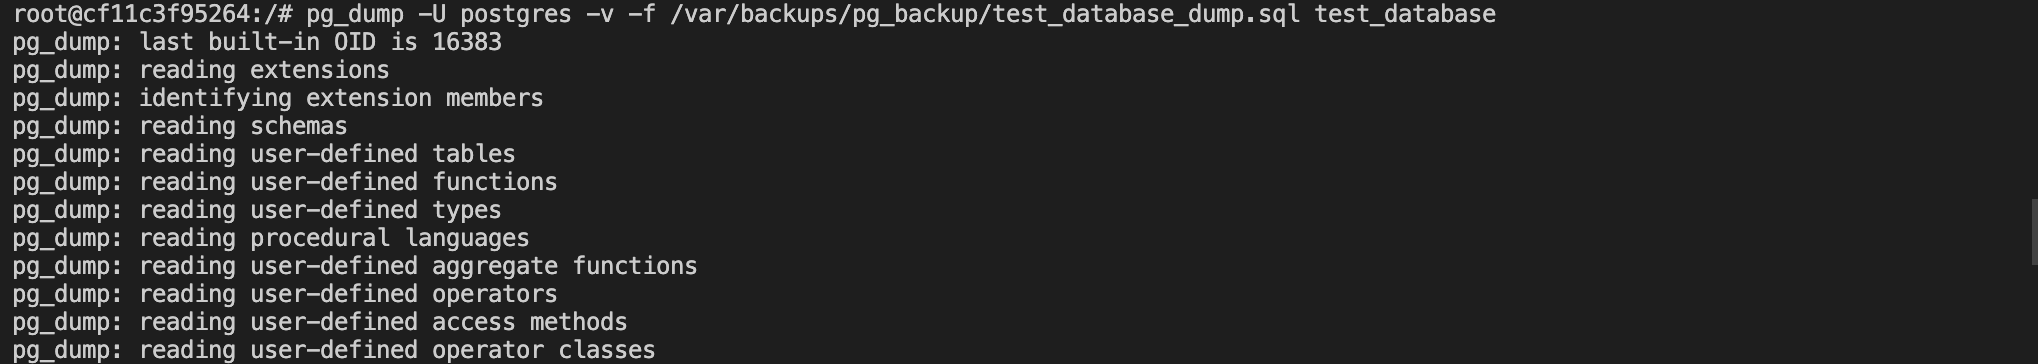 root@cf11c3f95264:/# pg_dump -U postgres -v -f /var/backups/pg_backup/test_database_dump.sql test_database
pg_dump: last built-in OID is 16383
pg_dump: reading extensions
pg_dump: identifying extension members
pg_dump: reading schemas
pg_dump: reading user-defined tables
pg_dump: reading user-defined functions
pg_dump: reading user-defined types
pg_dump: reading procedural languages
pg_dump: reading user-defined aggregate functions
pg_dump: reading user-defined operators
pg_dump: reading user-defined access methods
pg_dump: reading user-defined operator classes